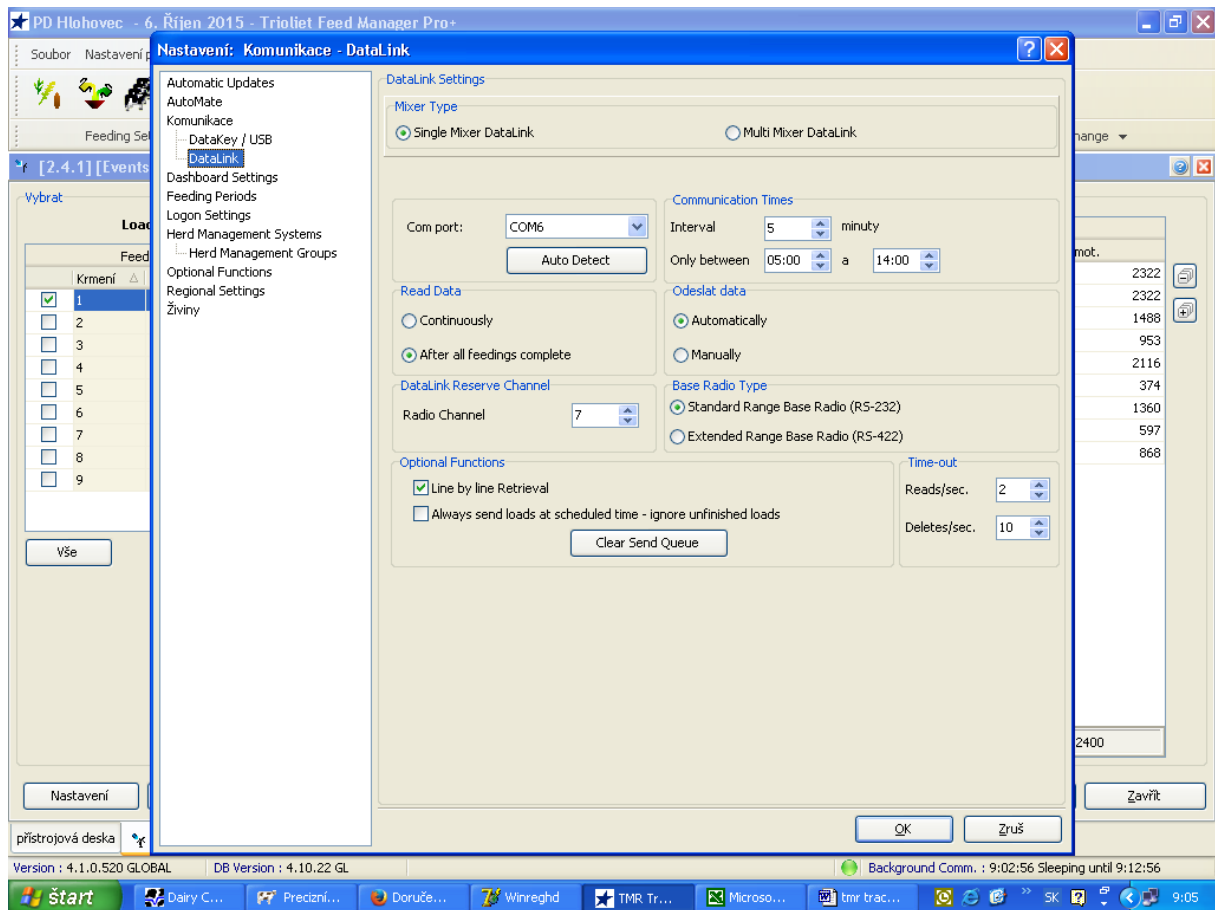 PD Hlohovec - 6. Říjen 2015 - Trioliet Feed Manager Pro+
Soubor Nastavení
Nastavení: Komunikace - DataLink
Feeding Set
hange
[2.4.1] [Events
Vybrat
Load
Feed
Krmení
1
2
3
4
5
6
7
8
9
Vše
Nastavení
přístrojová deska
Automatic Updates
AutoMate
Komunikace
DataKey / USB
DataLink
Dashboard Settings
Feeding Periods
Logon Settings
Herd Management Systems
Herd Management Groups
Optional Functions
Regional Settings
Živiny
DataLink Settings
Mixer Type
Single Mixer DataLink Multi Mixer DataLink
Com port: COM6
Auto Detect
Communication Times
Interval 5 minuty
Only between 05:00 a 14:00
Read Data
Continuously
After all feedings complete
Odeslat data
Automatically
Manually
DataLink Reserve Channel
Radio Channel 7
Base Radio Type
Standard Range Base Radio (RS-232)
Extended Range Base Radio (RS-422)
Optional Functions
Line by line Retrieval
Always send loads at scheduled time - ignore unfinished loads
Clear Send Queue
Time-out
Reads/sec. 2
Deletes/sec. 10
OK Zruš
mot.
2322
2322
1488
953
2116
374
1360
597
868
2400
Zavřít
Version : 4.1.0.520 GLOBAL DB Version : 4.10.22 GL Background Comm. : 9:02:56 Sleeping until 9:12:56
štart Dairy C... Precizní... Doruče... Winreghd TMR Tr... Microso... tmr trac... SK 9:05